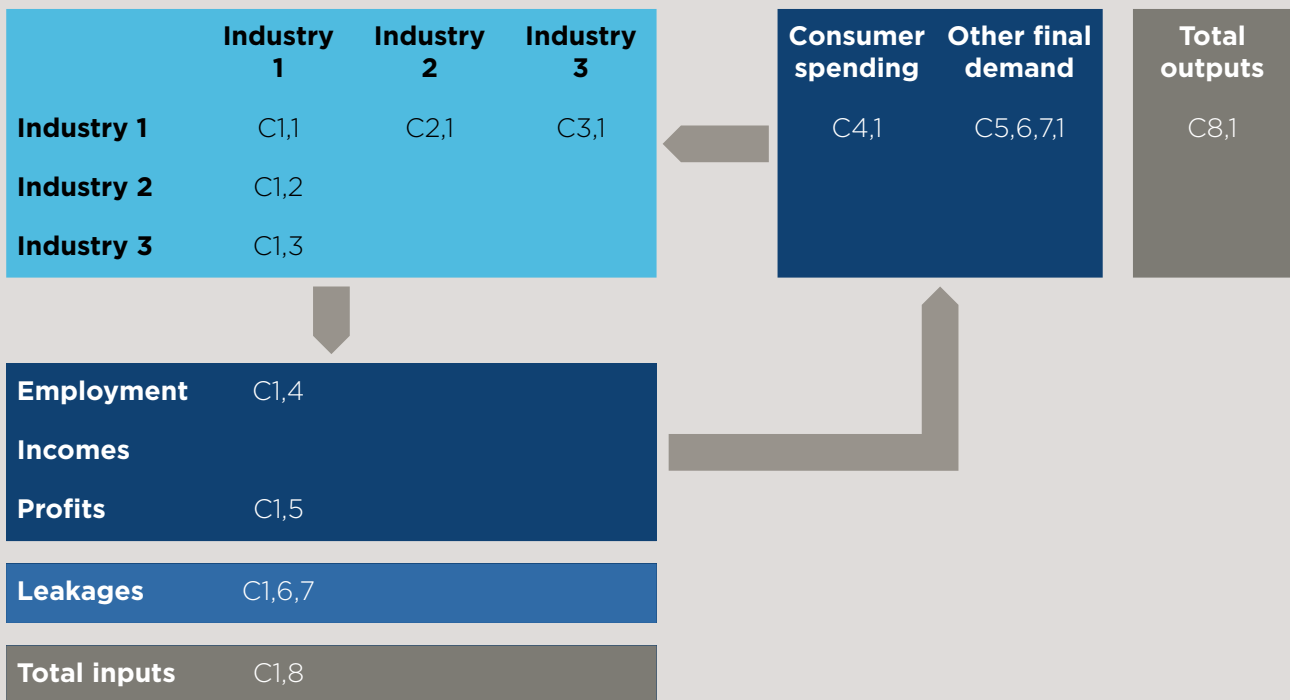 Industry 1 Industry 2 Industry 3 Consumer spending Other final demand Total outputs
Industry 1 C1,1 C2,1 C3,1 C4,1 C5,6,7,1 C8,1
Industry 2 C1,2
Industry 3 C1,3
Employment C1,4
Incomes
Profits C1,5
Leakages C1,6,7
Total inputs C1,8